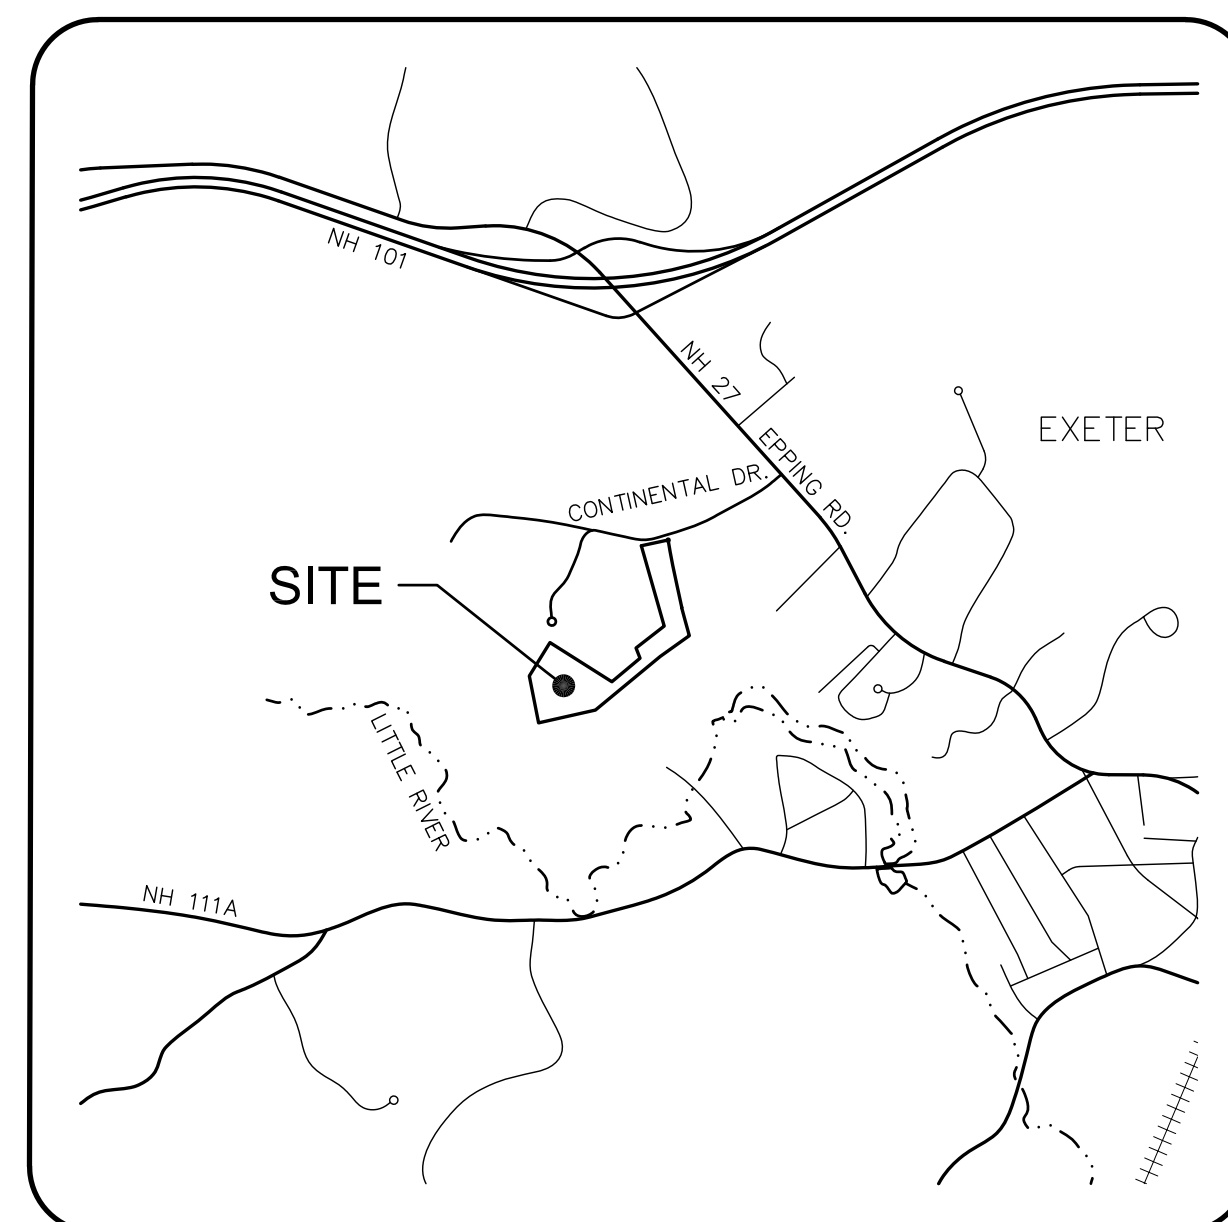 NH 101
NH 27
EPPING RD.
EXETER
CONTINENTAL DR.
SITE
LITTLE RIVER
NH 111A